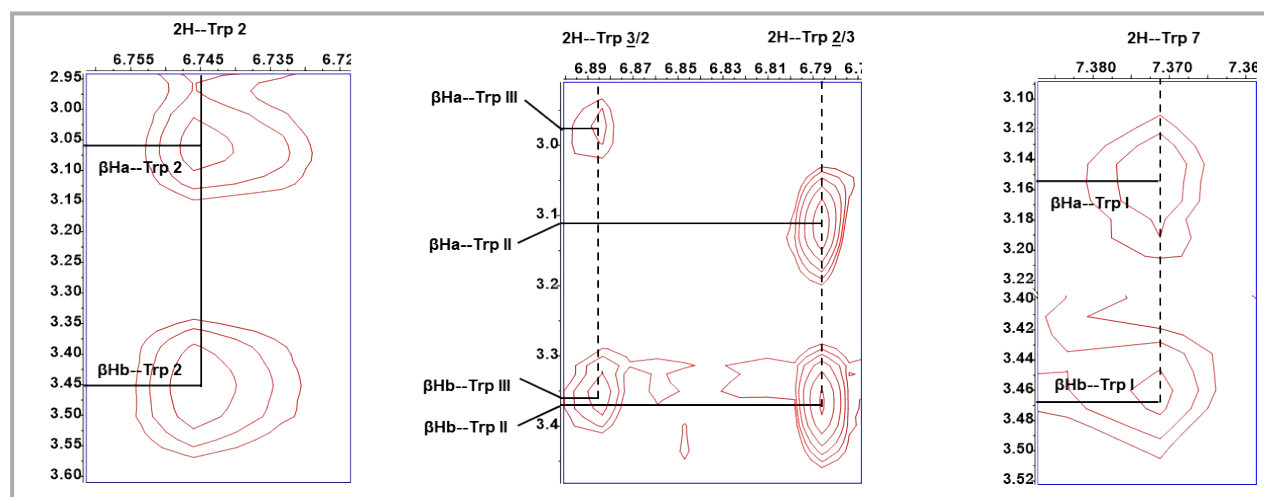 2H--Trp 2
6.755 6.745 6.735 6.72
2.95
3.00
3.05
3.10
3.15
3.20
3.25
3.30
3.35
3.40
3.45
3.50
3.55
3.60
βHa--Trp 2
βHb--Trp 2
2H--Trp 3/2
2H--Trp 2/3
6.89 6.87 6.85 6.83 6.81 6.79 6.7
3.0
3.1
3.2
3.3
3.4
βHa--Trp III
βHa--Trp II
βHb--Trp III
βHb--Trp II
2H--Trp 7
7.380 7.370 7.36
3.10
3.12
3.14
3.16
3.18
3.20
3.22
3.40
3.42
3.44
3.46
3.48
3.50
3.52
βHa--Trp I
βHb--Trp I